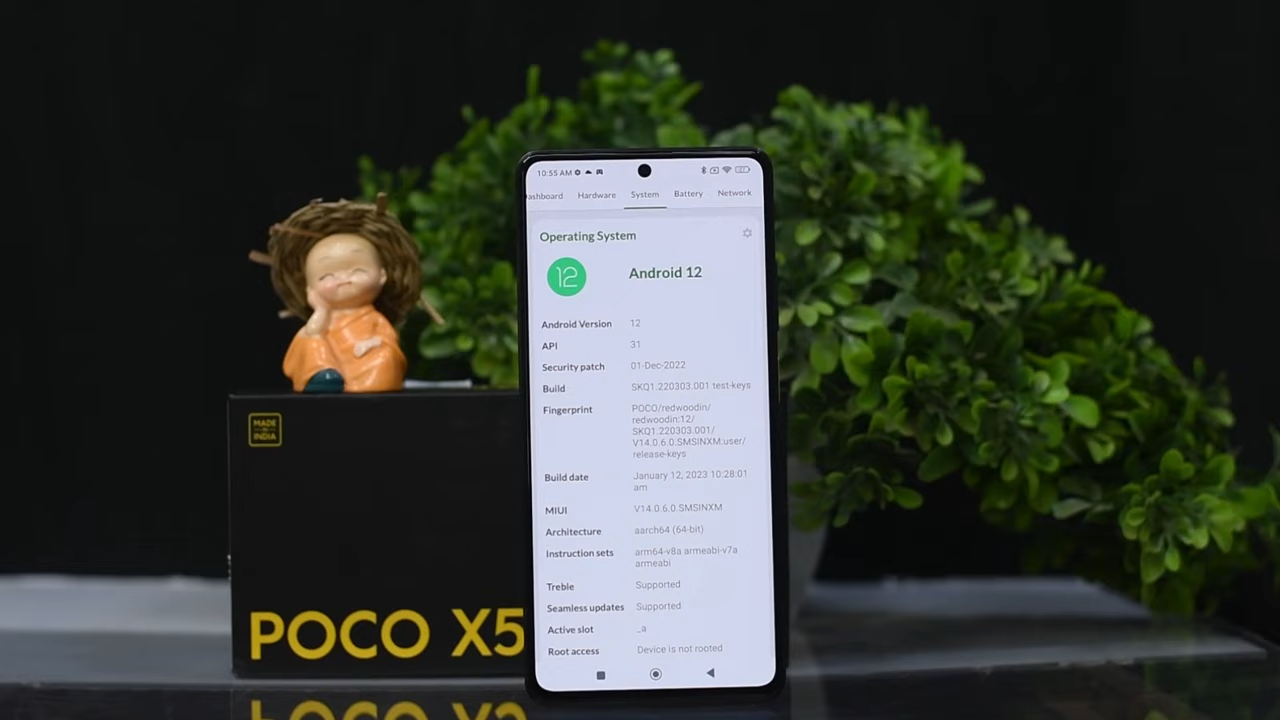 10:55 AM
Dashboard Hardware System Battery Network
Operating System
12 Android 12
Android Version 12
API 31
Security patch 01-Dec-2022
Build SKQ1.220303.001 test-keys
Fingerprint POCO/redwoodin/
redwoodin:12/
SKQ1.220303.001/
V14.0.6.0.SMSINXM:user/
release-keys
Build date January 12, 2023 10:28:01
am
MIUI V14.0.6.0.SMSINXM
Architecture aarch64 (64-bit)
Instruction sets arm64-v8a armeabi-v7a
armeabi
Treble Supported
Seamless updates Supported
Active slot _a
Root access Device is not rooted
MADE
IN
INDIA
POCO X5